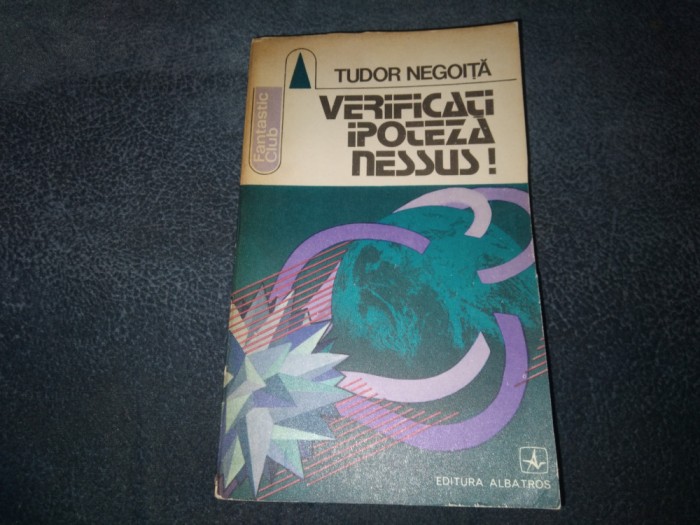 TUDOR NEGOIȚĂ
VERIFICAȚI
IPOTEZA
NESSUS!
Fantastic
Club
EDITURA ALBATROS